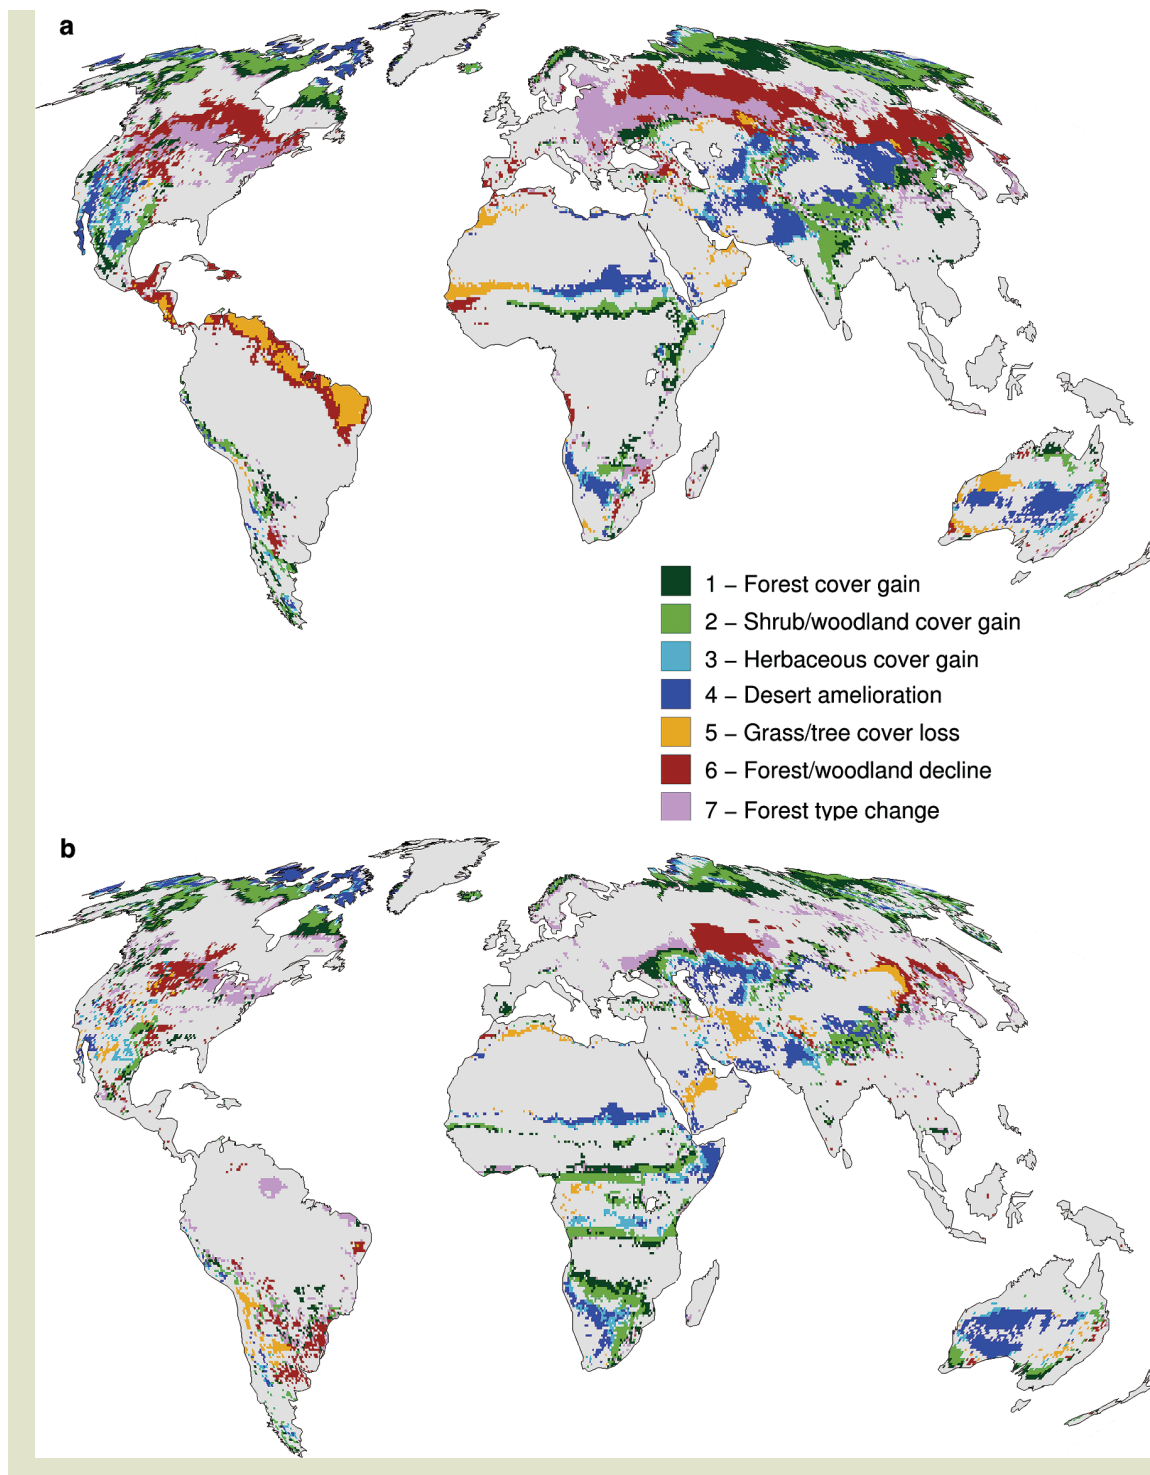 a
1 – Forest cover gain
2 – Shrub/woodland cover gain
3 – Herbaceous cover gain
4 – Desert amelioration
5 – Grass/tree cover loss
6 – Forest/woodland decline
7 – Forest type change
b